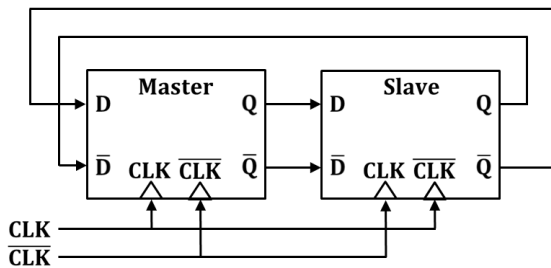 Master Slave
D Q D Q
D̅ Q̅ D̅ Q̅
CLK C̅L̅K̅ CLK C̅L̅K̅
CLK
C̅L̅K̅